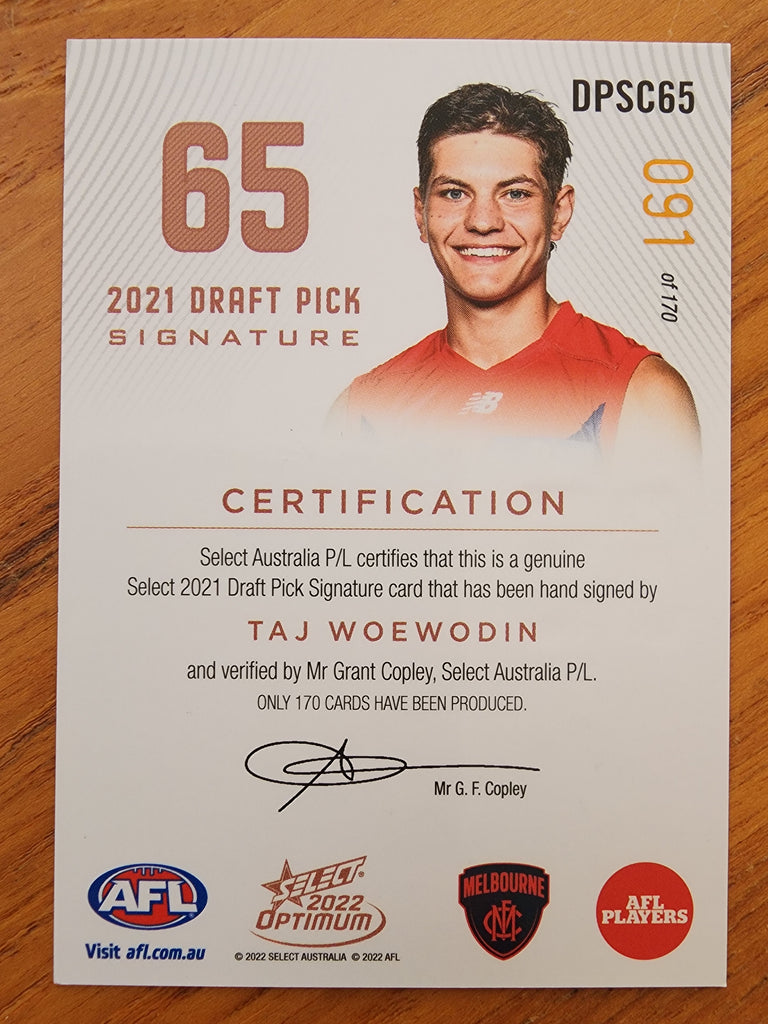 DPSC65
65
091
of 170
2021 DRAFT PICK
SIGNATURE
NB
CERTIFICATION
Select Australia P/L certifies that this is a genuine
Select 2021 Draft Pick Signature card that has been hand signed by
TAJ WOEWODIN
and verified by Mr Grant Copley, Select Australia P/L.
ONLY 170 CARDS HAVE BEEN PRODUCED.
Mr G. F. Copley
AFL
Visit afl.com.au
SELECT
2022
OPTIMUM
© 2022 SELECT AUSTRALIA © 2022 AFL
MELBOURNE
MFC
AFL
PLAYERS